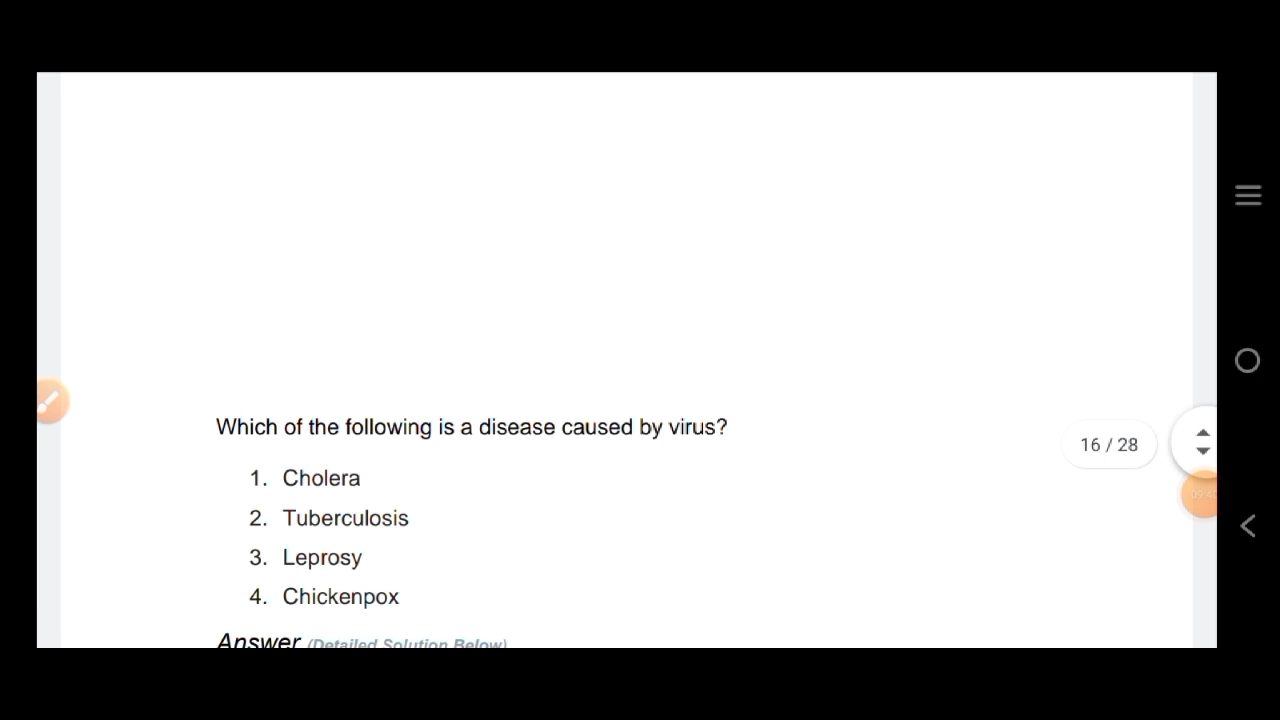 Which of the following is a disease caused by virus?
16 / 28
1. Cholera
2. Tuberculosis
3. Leprosy
4. Chickenpox
Answer (Detailed Solution Below)